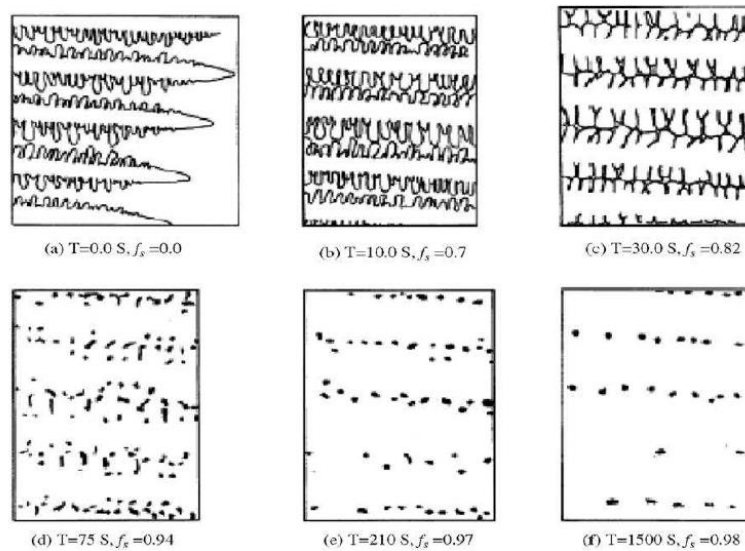 (a) T=0.0 S, fₛ =0.0
(b) T=10.0 S, fₛ =0.7
(c) T=30.0 S, fₛ =0.82
(d) T=75 S, fₛ =0.94
(e) T=210 S, fₛ =0.97
(f) T=1500 S, fₛ =0.98